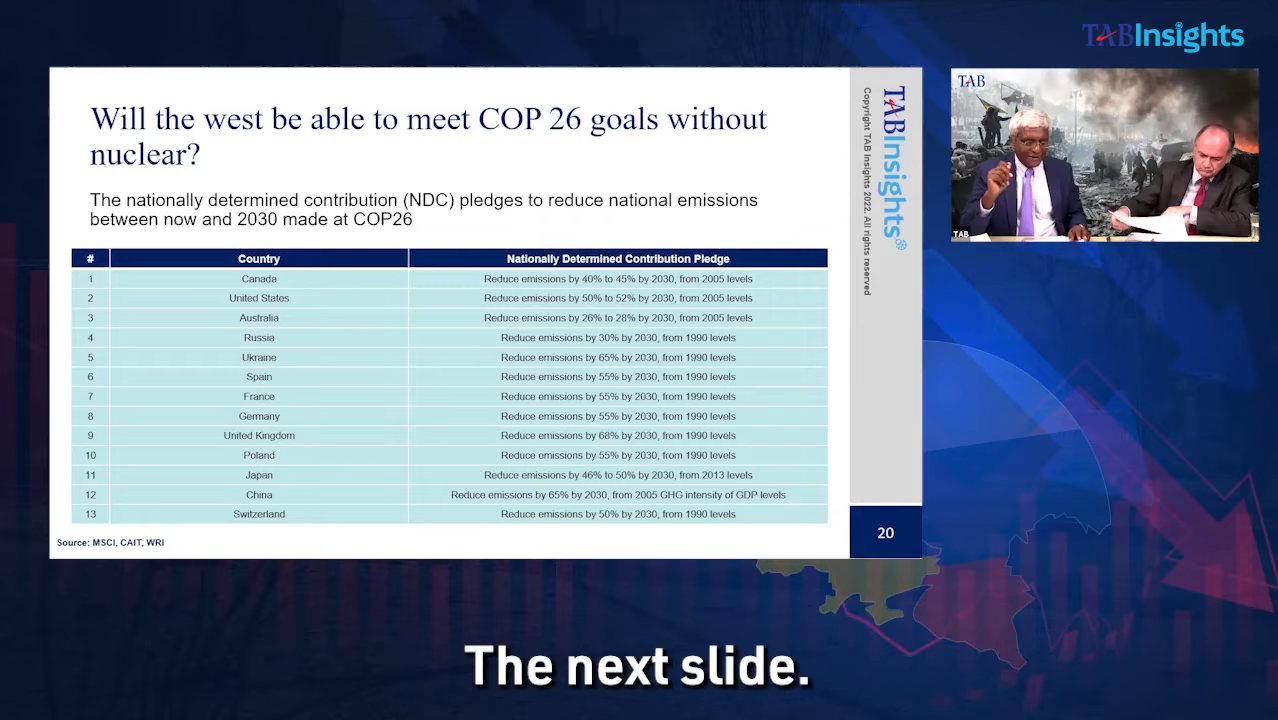 TABInsights
Will the west be able to meet COP 26 goals without
nuclear?
The nationally determined contribution (NDC) pledges to reduce national emissions
between now and 2030 made at COP26
# Country Nationally Determined Contribution Pledge
1 Canada Reduce emissions by 40% to 45% by 2030, from 2005 levels
2 United States Reduce emissions by 50% to 52% by 2030, from 2005 levels
3 Australia Reduce emissions by 26% to 28% by 2030, from 2005 levels
4 Russia Reduce emissions by 30% by 2030, from 1990 levels
5 Ukraine Reduce emissions by 65% by 2030, from 1990 levels
6 Spain Reduce emissions by 55% by 2030, from 1990 levels
7 France Reduce emissions by 55% by 2030, from 1990 levels
8 Germany Reduce emissions by 55% by 2030, from 1990 levels
9 United Kingdom Reduce emissions by 68% by 2030, from 1990 levels
10 Poland Reduce emissions by 55% by 2030, from 1990 levels
11 Japan Reduce emissions by 46% to 50% by 2030, from 2013 levels
12 China Reduce emissions by 65% by 2030, from 2005 GHG intensity of GDP levels
13 Switzerland Reduce emissions by 50% by 2030, from 1990 levels
Source: MSCI, CAIT, WRI
TABInsights
Copyright TAB Insights 2022. All rights reserved
20
TAB
TAB
The next slide.